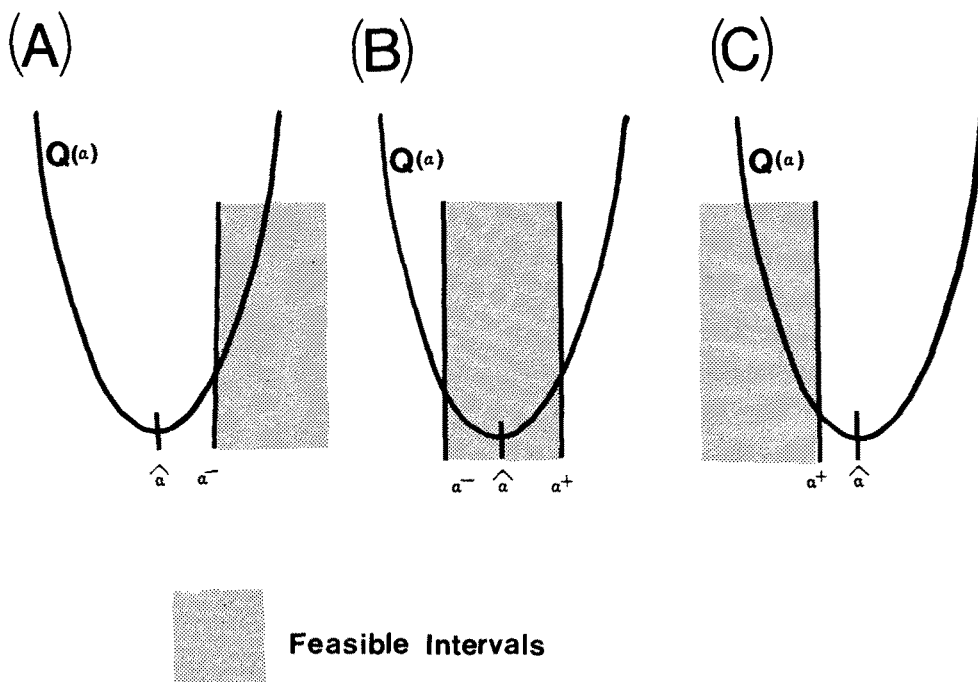 (A) (B) (C)
Q(a) Q(a) Q(a)
â a⁻ a⁻ â a⁺ a⁺ â
Feasible Intervals